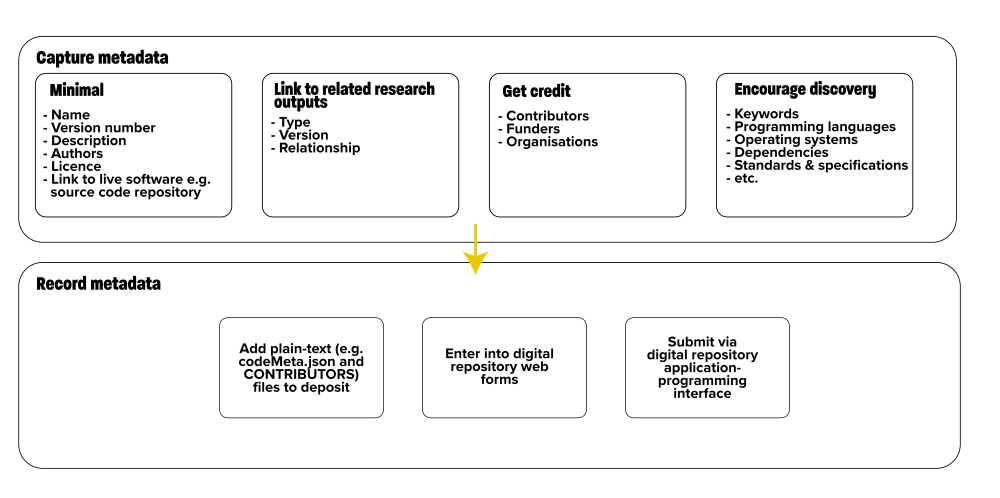 Capture metadata
Minimal
- Name
- Version number
- Description
- Authors
- Licence
- Link to live software e.g.
source code repository
Link to related research
outputs
- Type
- Version
- Relationship
Get credit
- Contributors
- Funders
- Organisations
Encourage discovery
- Keywords
- Programming languages
- Operating systems
- Dependencies
- Standards & specifications
- etc.
Record metadata
Add plain-text (e.g.
codeMeta.json and
CONTRIBUTORS)
files to deposit
Enter into digital
repository web
forms
Submit via
digital repository
application-
programming
interface